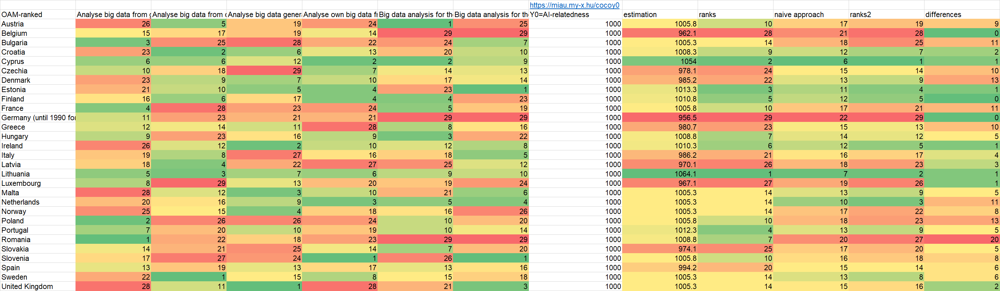 https://miau.my-x.hu/cocoy0
OAM-ranked Analyse big data from g Analyse big data from Analyse big data gener Analyse own big data f Big data analysis for th Big data analysis for the Y0=AI-relatedness estimation ranks naive approach ranks2 differences
Austria 26 5 19 24 1 25 1000 1005.8 10 17 19 9
Belgium 15 17 19 14 29 29 1000 962.1 28 21 28 0
Bulgaria 3 25 28 22 24 7 1000 1005.3 14 18 25 11
Croatia 23 2 6 13 20 10 1000 1008.3 9 12 7 2
Cyprus 6 6 12 2 2 9 1000 1054 2 6 1 1
Czechia 10 18 29 7 14 13 1000 978.1 24 15 14 10
Denmark 23 9 7 10 17 14 1000 985.2 22 13 9 13
Estonia 21 10 5 4 23 1 1000 1013.3 3 11 4 1
Finland 16 6 17 4 4 23 1000 1010.8 5 12 5 0
France 4 28 23 24 5 19 1000 1005.8 10 17 21 11
Germany (until 1990 for 11 23 21 21 29 29 1000 956.5 29 22 29 0
Greece 12 14 11 28 8 16 1000 980.7 23 15 13 10
Hungary 9 23 16 9 3 22 1000 1008.8 7 14 12 5
Ireland 26 12 2 10 12 8 1000 1010.3 6 12 5 1
Italy 19 8 27 16 18 5 1000 986.2 21 16 17 4
Latvia 18 4 22 27 25 12 1000 970.1 26 18 23 3
Lithuania 5 3 7 6 9 10 1000 1064.1 1 7 2 1
Luxembourg 8 29 13 20 19 24 1000 967.1 27 19 26 1
Malta 28 12 3 10 21 6 1000 1005.3 14 13 9 5
Netherlands 20 16 9 3 5 4 1000 1005.3 14 10 3 11
Norway 25 15 4 18 16 26 1000 1005.3 14 17 22 8
Poland 2 26 26 24 10 20 1000 1005.8 10 18 23 13
Portugal 7 20 10 19 10 14 1000 1012.3 4 13 9 5
Romania 1 22 18 23 29 29 1000 1008.8 7 20 27 20
Slovakia 14 21 25 14 7 20 1000 974.1 25 17 20 5
Slovenia 17 27 24 1 26 1 1000 1005.8 10 16 18 8
Spain 13 19 13 17 13 16 1000 994.2 20 15 14 6
Sweden 22 1 15 8 15 18 1000 1005.3 14 13 8 6
United Kingdom 28 11 1 28 21 3 1000 1005.3 14 15 16 2